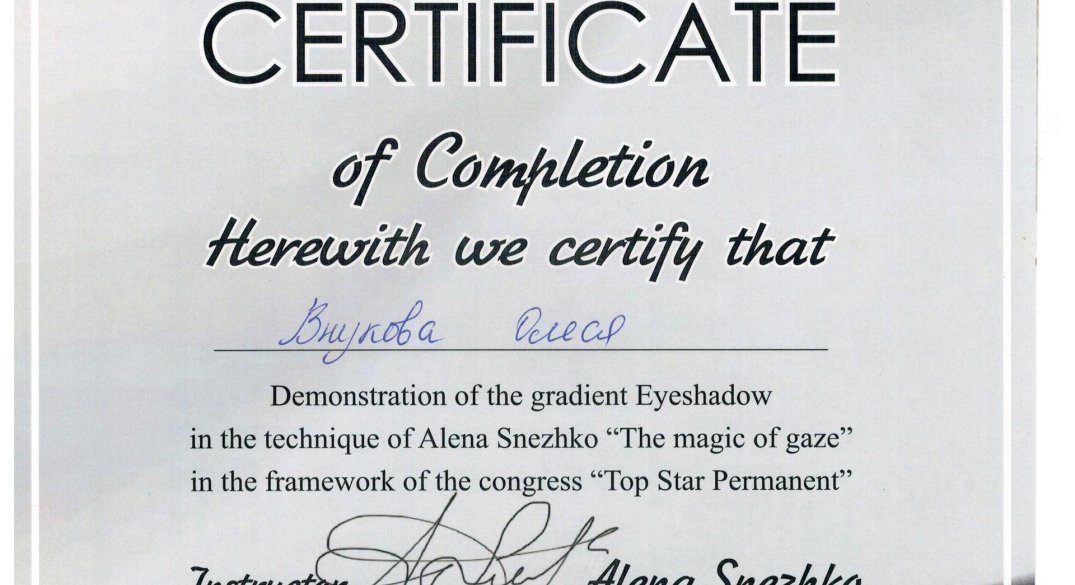 CERTIFICATE
of Completion
Herewith we certify that
Внукова Олеся
Demonstration of the gradient Eyeshadow
in the technique of Alena Snezhko “The magic of gaze”
in the framework of the congress “Top Star Permanent”
Instructor Alena Snezhko